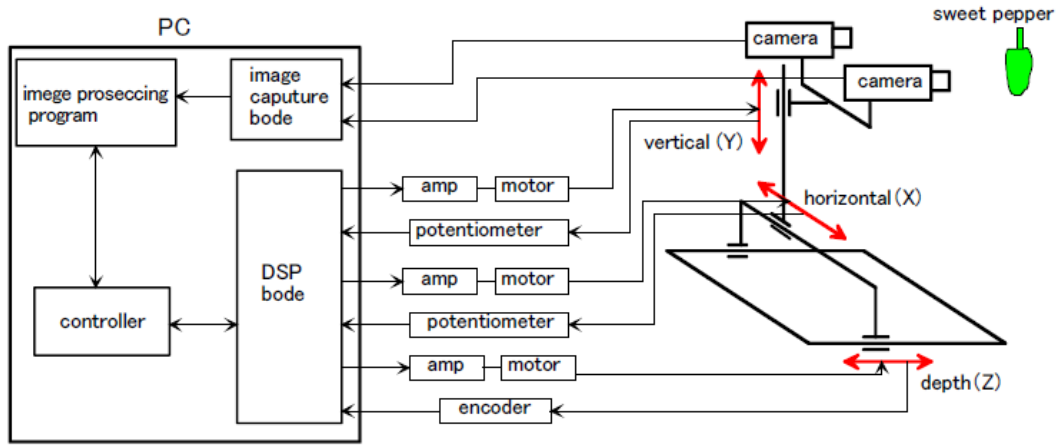 sweet pepper
PC
camera
camera
imege proseccing
program
image
caputure
bode
vertical (Y)
amp
motor
horizontal(X)
potentiometer
DSP
bode
amp
motor
controller
potentiometer
amp
motor
depth(Z)
encoder